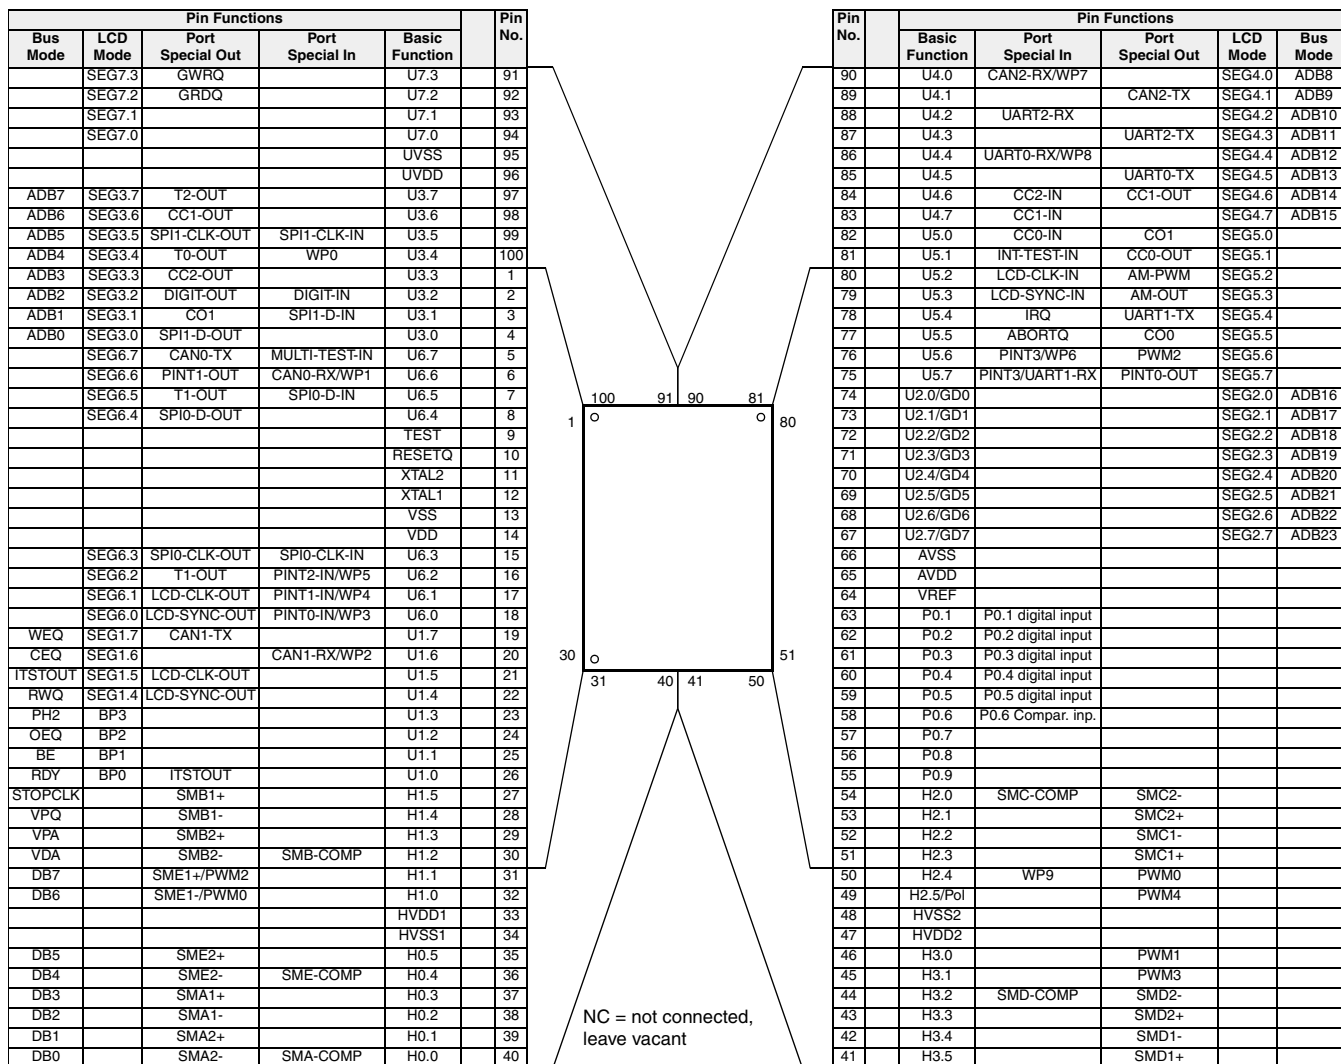 Pin Functions Pin No.
Bus Mode LCD Mode Port Special Out Port Special In Basic Function
SEG7.3 GWRQ U7.3 91
SEG7.2 GRDQ U7.2 92
SEG7.1 U7.1 93
SEG7.0 U7.0 94
UVSS 95
UVDD 96
ADB7 SEG3.7 T2-OUT U3.7 97
ADB6 SEG3.6 CC1-OUT U3.6 98
ADB5 SEG3.5 SPI1-CLK-OUT SPI1-CLK-IN U3.5 99
ADB4 SEG3.4 T0-OUT WP0 U3.4 100
ADB3 SEG3.3 CC2-OUT U3.3 1
ADB2 SEG3.2 DIGIT-OUT DIGIT-IN U3.2 2
ADB1 SEG3.1 CO1 SPI1-D-IN U3.1 3
ADB0 SEG3.0 SPI1-D-OUT U3.0 4
SEG6.7 CAN0-TX MULTI-TEST-IN U6.7 5
SEG6.6 PINT1-OUT CAN0-RX/WP1 U6.6 6
SEG6.5 T1-OUT SPI0-D-IN U6.5 7
SEG6.4 SPI0-D-OUT U6.4 8
TEST 9
RESETQ 10
XTAL2 11
XTAL1 12
VSS 13
VDD 14
SEG6.3 SPI0-CLK-OUT SPI0-CLK-IN U6.3 15
SEG6.2 T1-OUT PINT2-IN/WP5 U6.2 16
SEG6.1 LCD-CLK-OUT PINT1-IN/WP4 U6.1 17
SEG6.0 LCD-SYNC-OUT PINT0-IN/WP3 U6.0 18
WEQ SEG1.7 CAN1-TX U1.7 19
CEQ SEG1.6 CAN1-RX/WP2 U1.6 20
ITSTOUT SEG1.5 LCD-CLK-OUT U1.5 21
RWQ SEG1.4 LCD-SYNC-OUT U1.4 22
PH2 BP3 U1.3 23
OEQ BP2 U1.2 24
BE BP1 U1.1 25
RDY BP0 ITSTOUT U1.0 26
STOPCLK SMB1+ H1.5 27
VPQ SMB1- H1.4 28
VPA SMB2+ H1.3 29
VDA SMB2- SMB-COMP H1.2 30
DB7 SME1+/PWM2 H1.1 31
DB6 SME1-/PWM0 H1.0 32
HVDD1 33
HVSS1 34
DB5 SME2+ H0.5 35
DB4 SME2- SME-COMP H0.4 36
DB3 SMA1+ H0.3 37
DB2 SMA1- H0.2 38
DB1 SMA2+ H0.1 39
DB0 SMA2- SMA-COMP H0.0 40
100 91 90 81
1 80
30 51
31 40 41 50
NC = not connected,
leave vacant
Pin No. Pin Functions
Basic Function Port Special In Port Special Out LCD Mode Bus Mode
90 U4.0 CAN2-RX/WP7 SEG4.0 ADB8
89 U4.1 CAN2-TX SEG4.1 ADB9
88 U4.2 UART2-RX SEG4.2 ADB10
87 U4.3 UART2-TX SEG4.3 ADB11
86 U4.4 UART0-RX/WP8 SEG4.4 ADB12
85 U4.5 UART0-TX SEG4.5 ADB13
84 U4.6 CC2-IN CC1-OUT SEG4.6 ADB14
83 U4.7 CC1-IN SEG4.7 ADB15
82 U5.0 CC0-IN CO1 SEG5.0
81 U5.1 INT-TEST-IN CC0-OUT SEG5.1
80 U5.2 LCD-CLK-IN AM-PWM SEG5.2
79 U5.3 LCD-SYNC-IN AM-OUT SEG5.3
78 U5.4 IRQ UART1-TX SEG5.4
77 U5.5 ABORTQ CO0 SEG5.5
76 U5.6 PINT3/WP6 PWM2 SEG5.6
75 U5.7 PINT3/UART1-RX PINT0-OUT SEG5.7
74 U2.0/GD0 SEG2.0 ADB16
73 U2.1/GD1 SEG2.1 ADB17
72 U2.2/GD2 SEG2.2 ADB18
71 U2.3/GD3 SEG2.3 ADB19
70 U2.4/GD4 SEG2.4 ADB20
69 U2.5/GD5 SEG2.5 ADB21
68 U2.6/GD6 SEG2.6 ADB22
67 U2.7/GD7 SEG2.7 ADB23
66 AVSS
65 AVDD
64 VREF
63 P0.1 P0.1 digital input
62 P0.2 P0.2 digital input
61 P0.3 P0.3 digital input
60 P0.4 P0.4 digital input
59 P0.5 P0.5 digital input
58 P0.6 P0.6 Compar. inp.
57 P0.7
56 P0.8
55 P0.9
54 H2.0 SMC-COMP SMC2-
53 H2.1 SMC2+
52 H2.2 SMC1-
51 H2.3 SMC1+
50 H2.4 WP9 PWM0
49 H2.5/Pol PWM4
48 HVSS2
47 HVDD2
46 H3.0 PWM1
45 H3.1 PWM3
44 H3.2 SMD-COMP SMD2-
43 H3.3 SMD2+
42 H3.4 SMD1-
41 H3.5 SMD1+